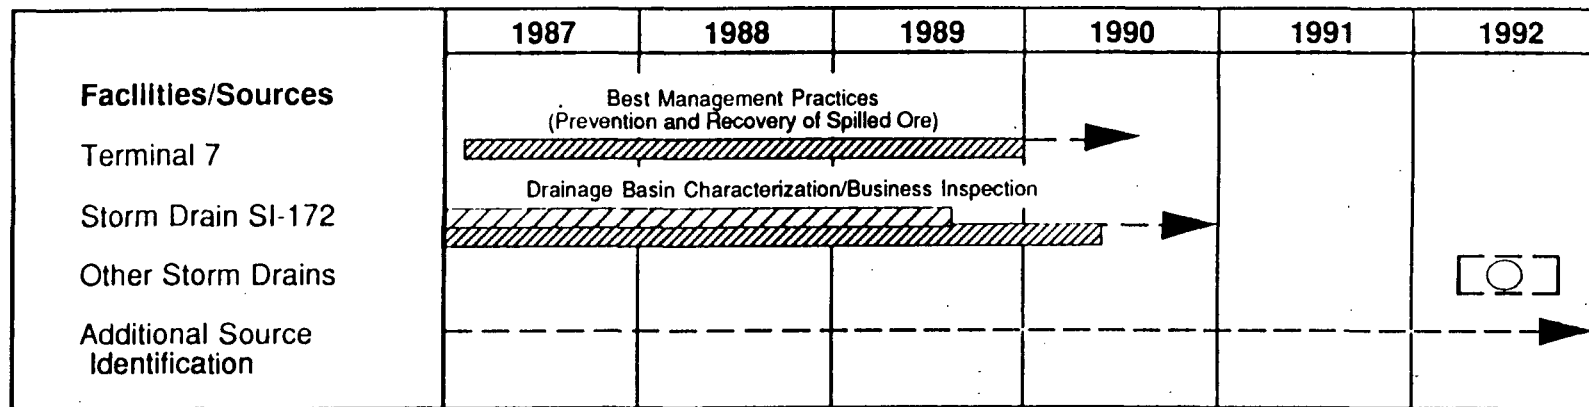 1987 1988 1989 1990 1991 1992
Facilities/Sources
Best Management Practices
(Prevention and Recovery of Spilled Ore)
Terminal 7
Drainage Basin Characterization/Business Inspection
Storm Drain SI-172
Other Storm Drains
Additional Source
Identification